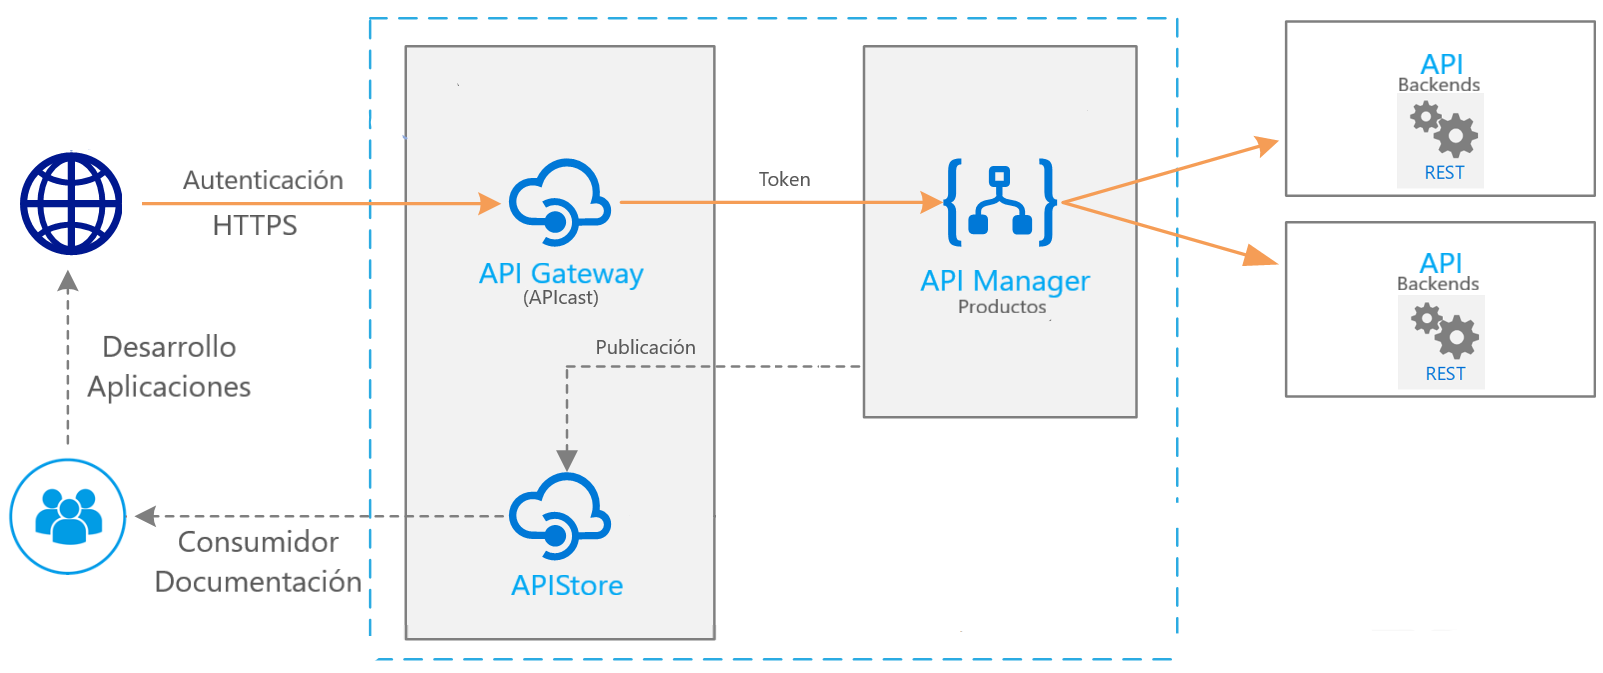 Autenticación
HTTPS
API Gateway
(APIcast)
Token
API Manager
Productos
API
Backends
REST
API
Backends
REST
Desarrollo
Aplicaciones
Publicación
Consumidor
Documentación
APIStore